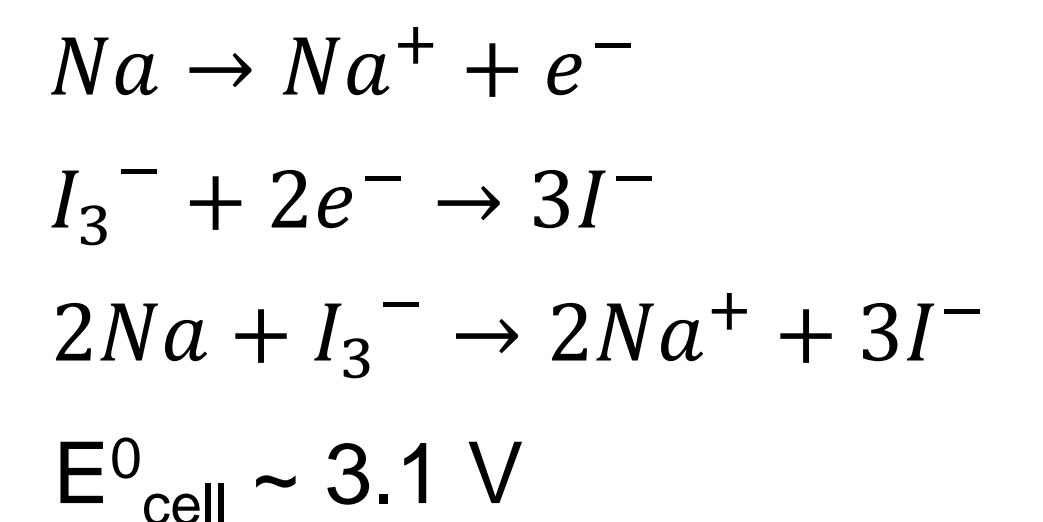 Na → Na⁺ + e⁻
I₃⁻ + 2e⁻ → 3I⁻
2Na + I₃⁻ → 2Na⁺ + 3I⁻
E⁰cell ~ 3.1 V